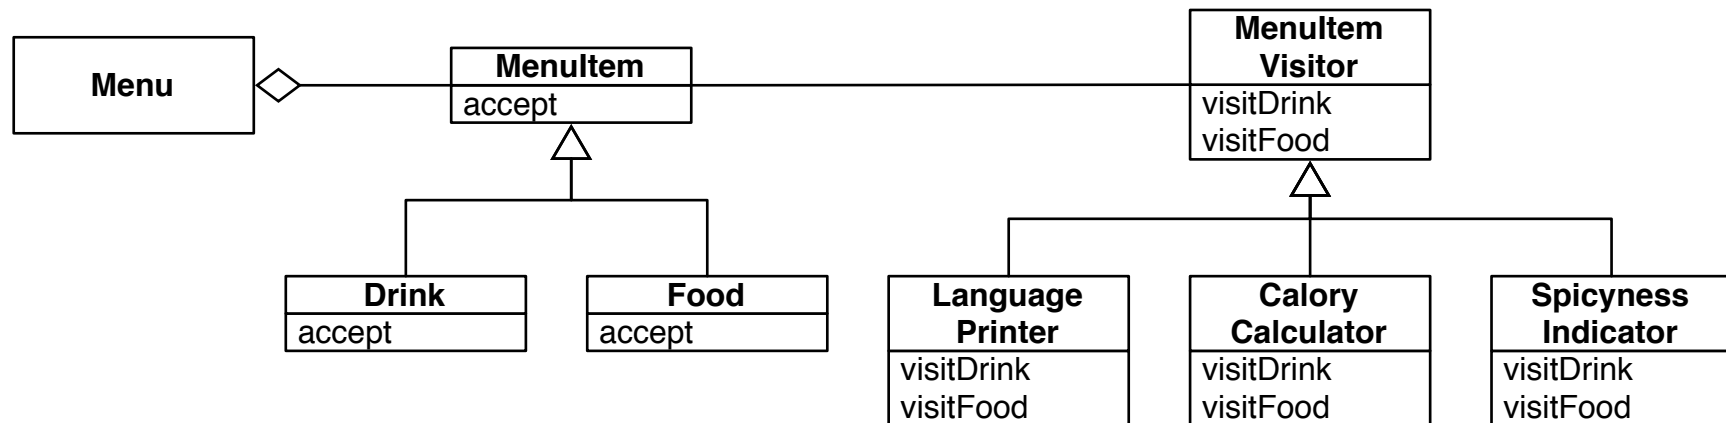 Menu
MenuItem
accept
MenuItem
Visitor
visitDrink
visitFood
Drink
accept
Food
accept
Language
Printer
visitDrink
visitFood
Calory
Calculator
visitDrink
visitFood
Spicyness
Indicator
visitDrink
visitFood